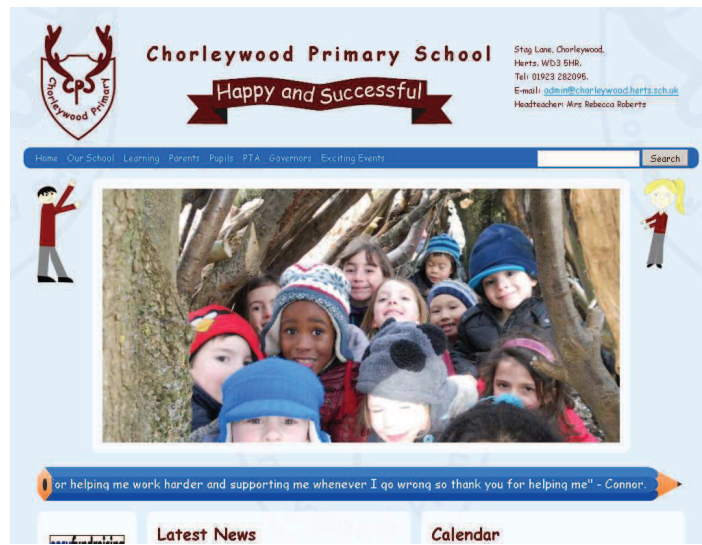 CPS
Chorleywood Primary
Chorleywood Primary School
Happy and Successful
Stag Lane, Chorleywood,
Herts. WD3 5HR.
Tel: 01923 282095.
E-mail: admin@chorleywood.herts.sch.uk
Headteacher: Mrs Rebecca Roberts
Home Our School Learning Parents Pupils PTA Governors Exciting Events
Search
or helping me work harder and supporting me whenever I go wrong so thank you for helping me" - Connor.
easyfundraising
Latest News
Calendar